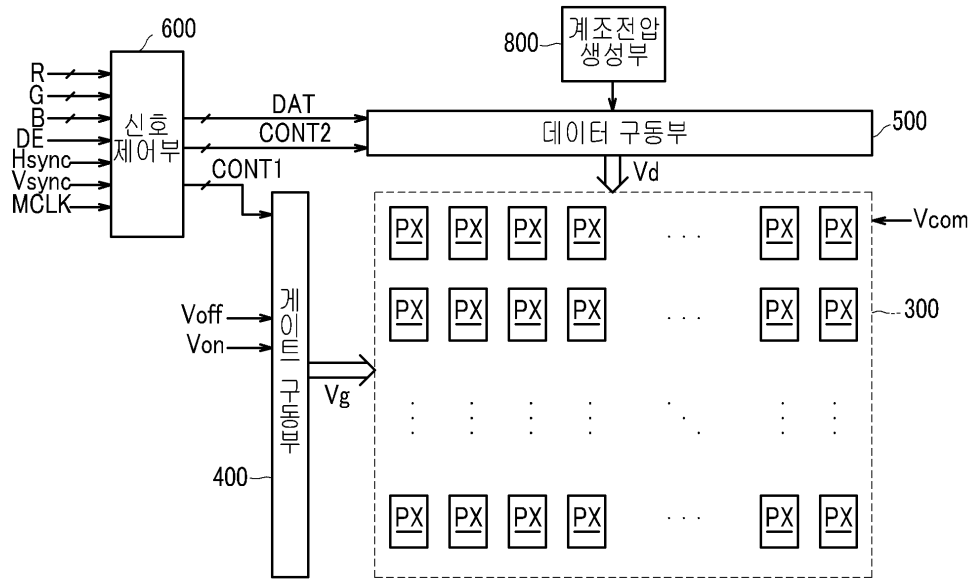 600
R
G
B
DE
Hsync
Vsync
MCLK
신호
제어부
DAT
CONT2
CONT1
800
계조전압
생성부
데이터 구동부
500
Vd
Vcom
PX PX PX PX . . . PX PX
300
PX PX PX PX . . . PX PX
Voff
Von
게이트 구동부
Vg
400
PX PX PX PX . . . PX PX